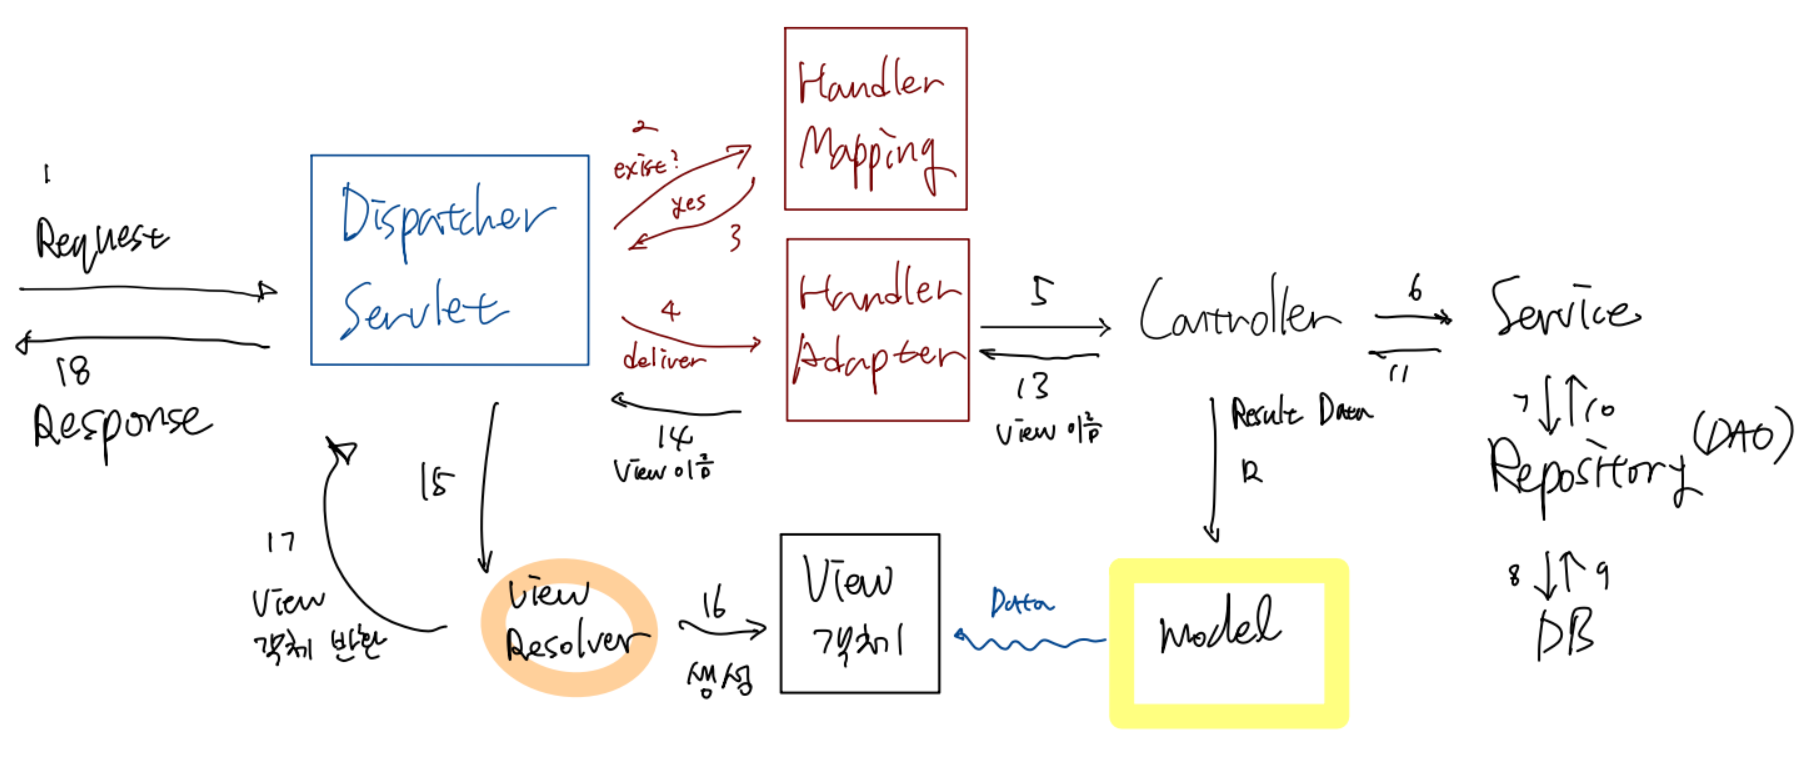 1
Request
18
Response
Dispatcher
Servlet
2
exist?
yes
3
Handler
Mapping
4
deliver
Handler
Adapter
14
View 이름
5
13
View 이름
Controller
6
11
Service
7
10
Repository
(DAO)
8
9
DB
Result Data
12
Model
Data
15
View
Resolver
16
생성
View
객체
17
View
객체 반환